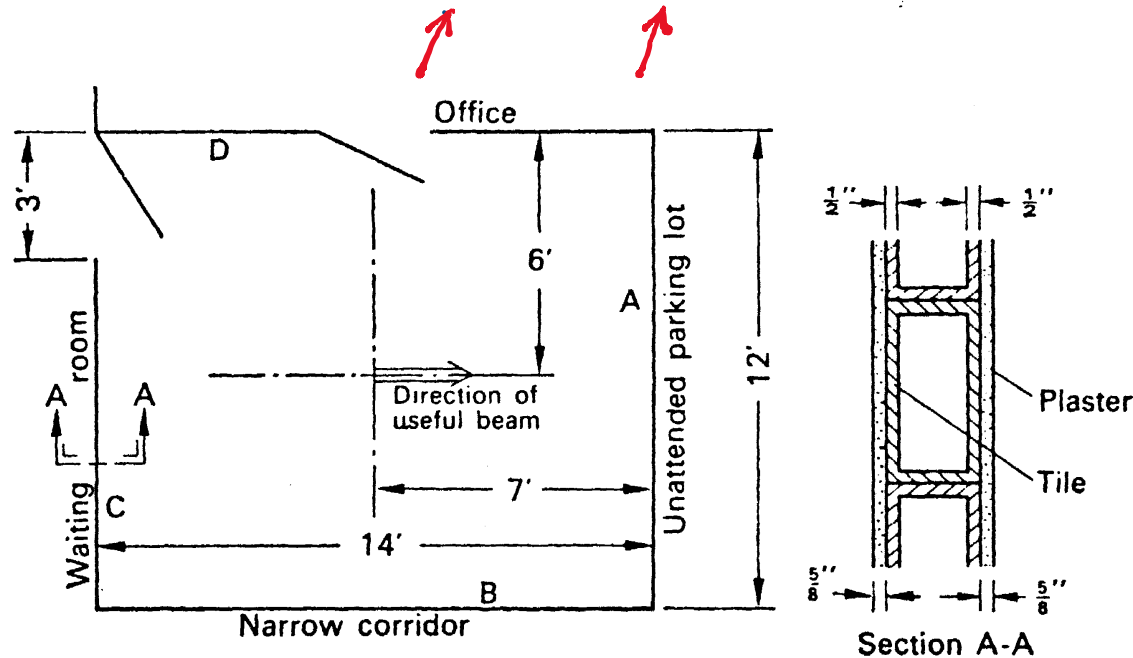 Office
D
3'
6'
A
Unattended parking lot
12'
room
A
A
Direction of
useful beam
7'
Waiting
C
14'
B
Narrow corridor
1/2"
1/2"
Plaster
Tile
5/8"
5/8"
Section A-A